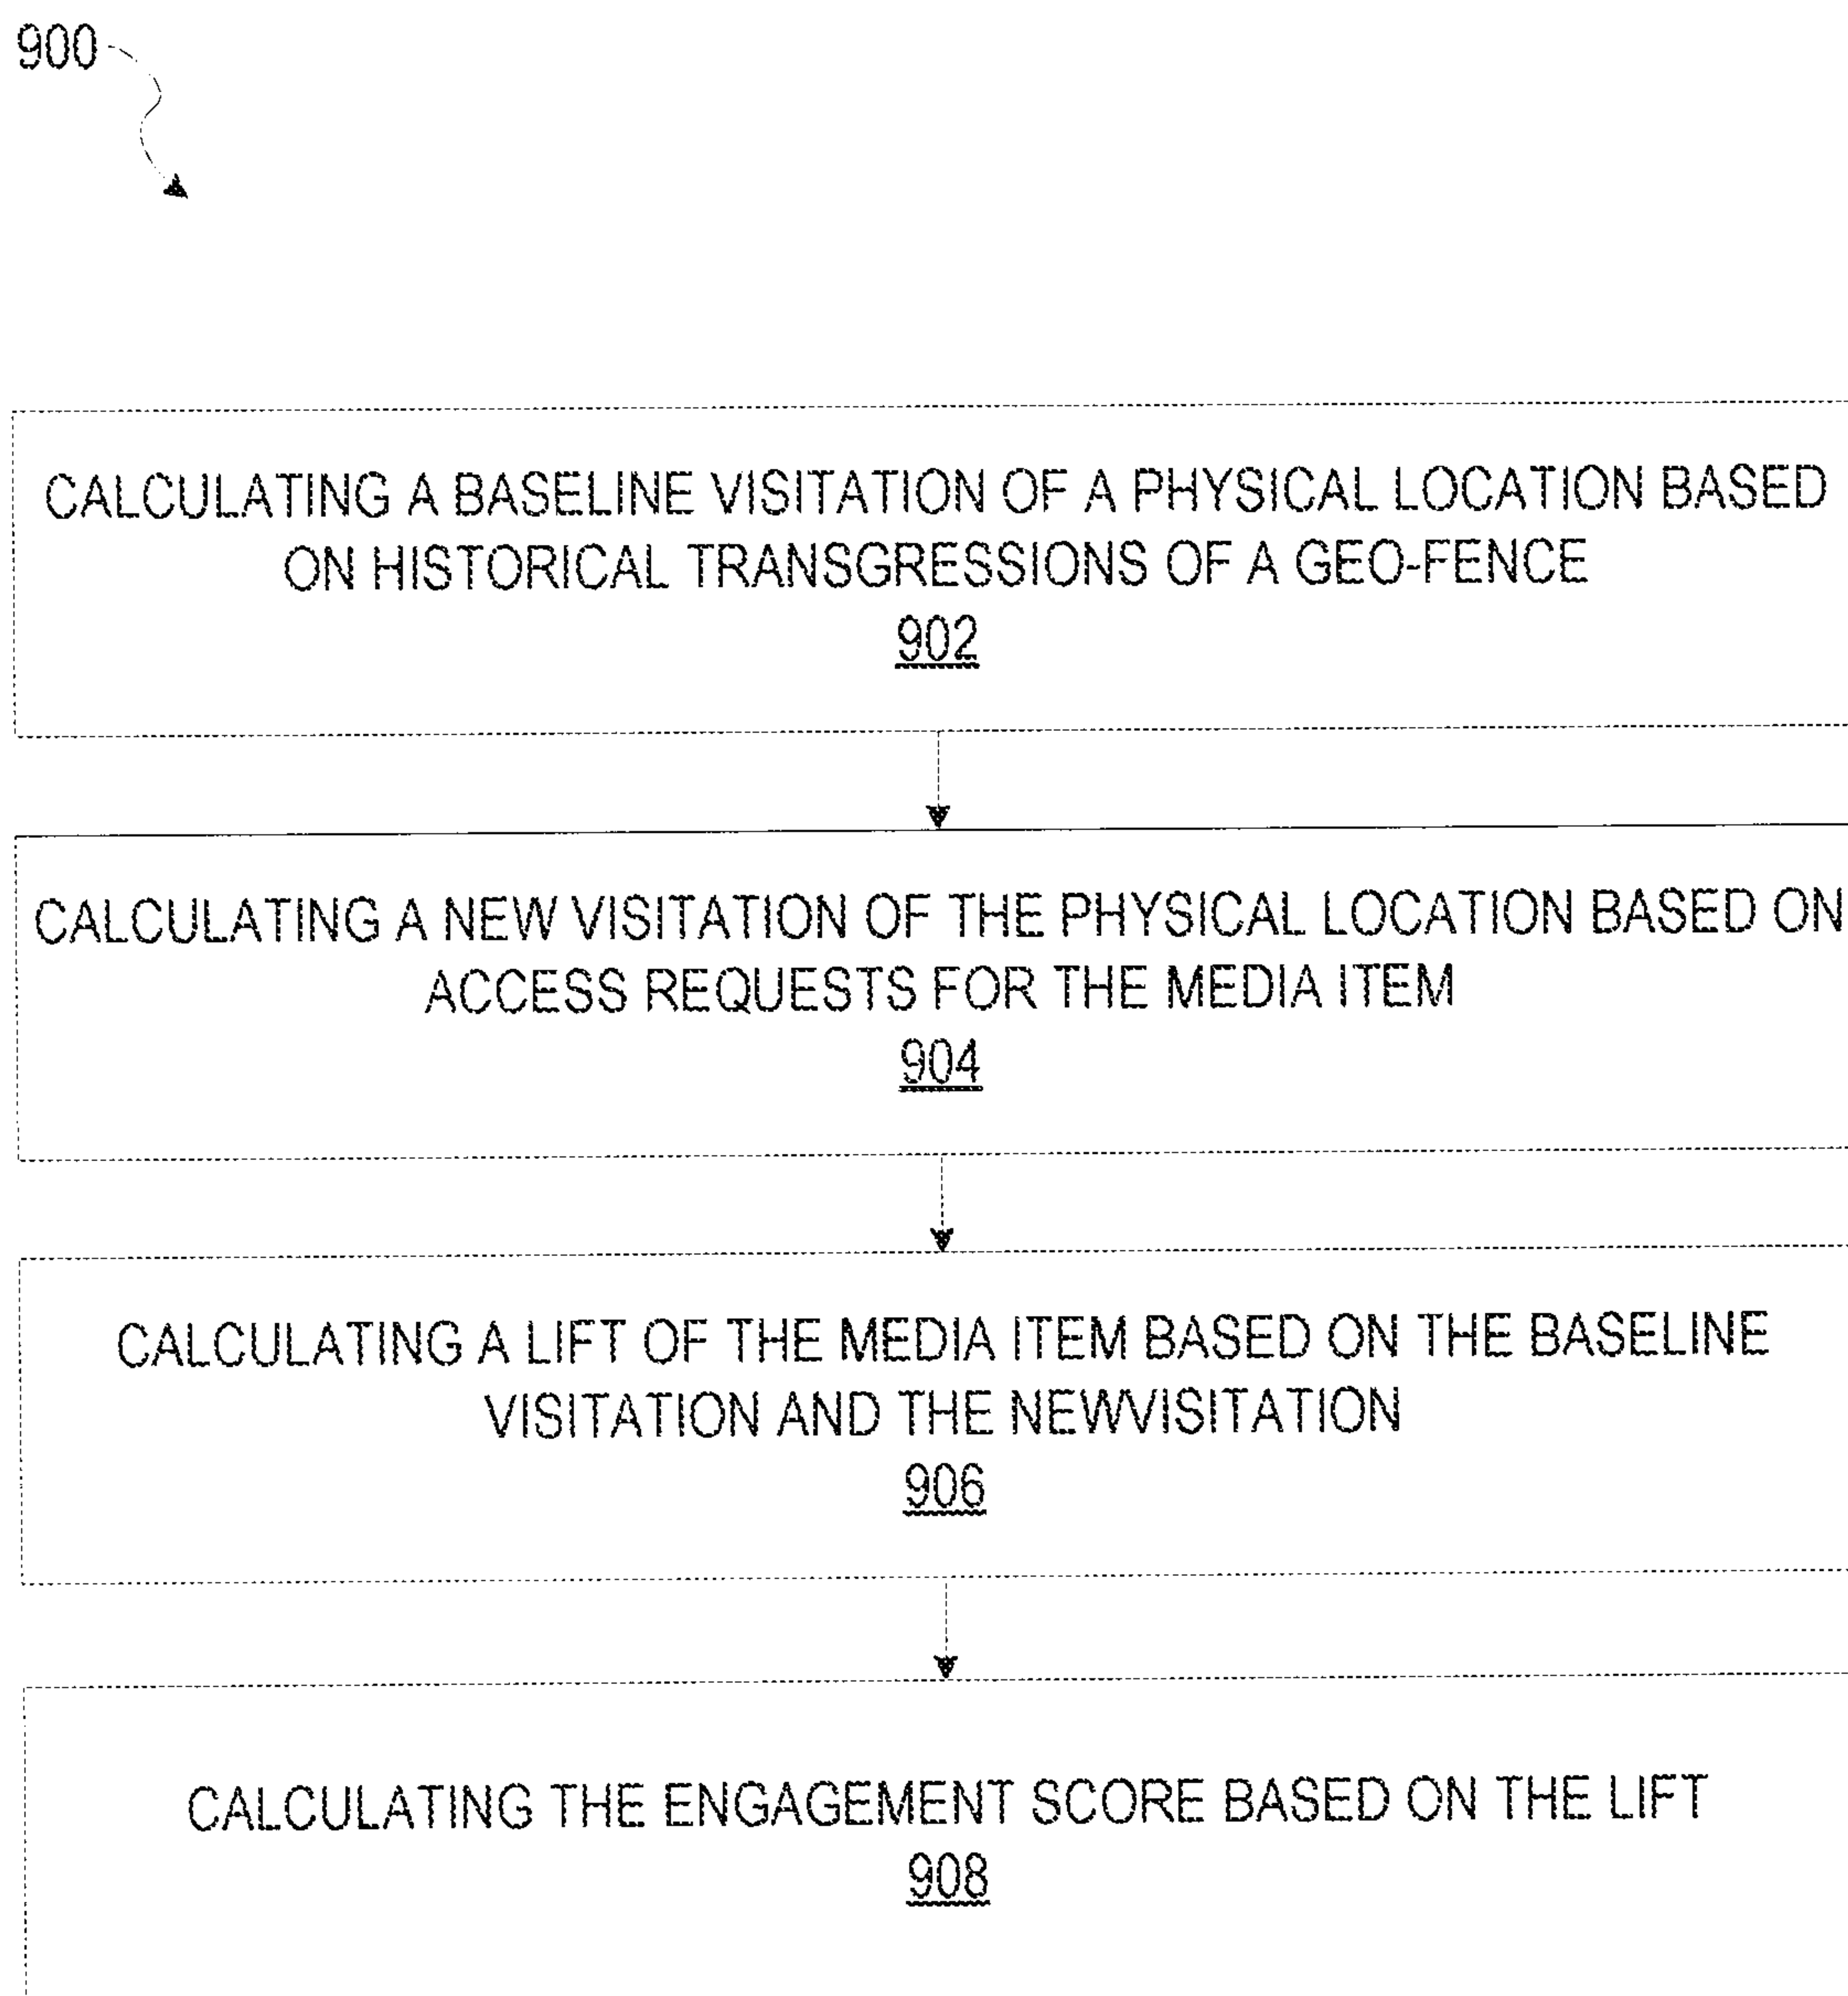 900
CALCULATING A BASELINE VISITATION OF A PHYSICAL LOCATION BASED
ON HISTORICAL TRANSGRESSIONS OF A GEO-FENCE
902
CALCULATING A NEW VISITATION OF THE PHYSICAL LOCATION BASED ON
ACCESS REQUESTS FOR THE MEDIA ITEM
904
CALCULATING A LIFT OF THE MEDIA ITEM BASED ON THE BASELINE
VISITATION AND THE NEWVISITATION
906
CALCULATING THE ENGAGEMENT SCORE BASED ON THE LIFT
908